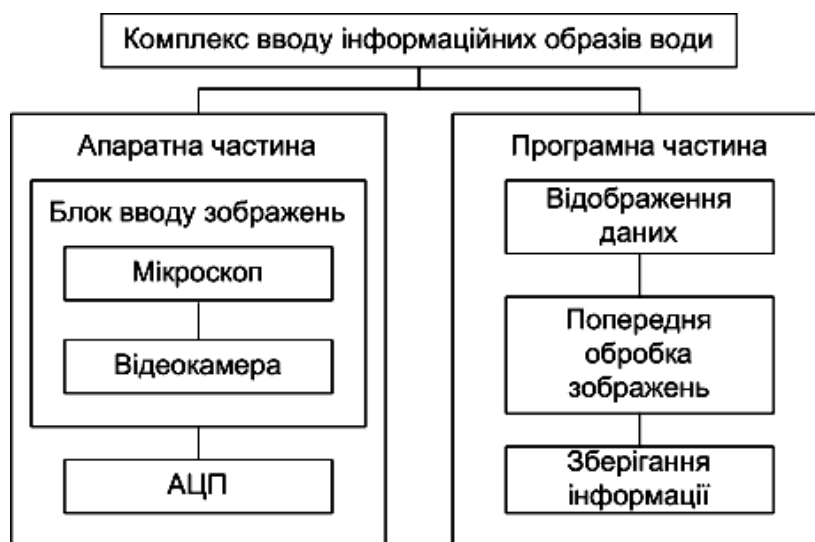 Комплекс вводу інформаційних образів води
Апаратна частина
Блок вводу зображень
Мікроскоп
Відеокамера
АЦП
Програмна частина
Відображення
даних
Попередня
обробка
зображень
Зберігання
інформації